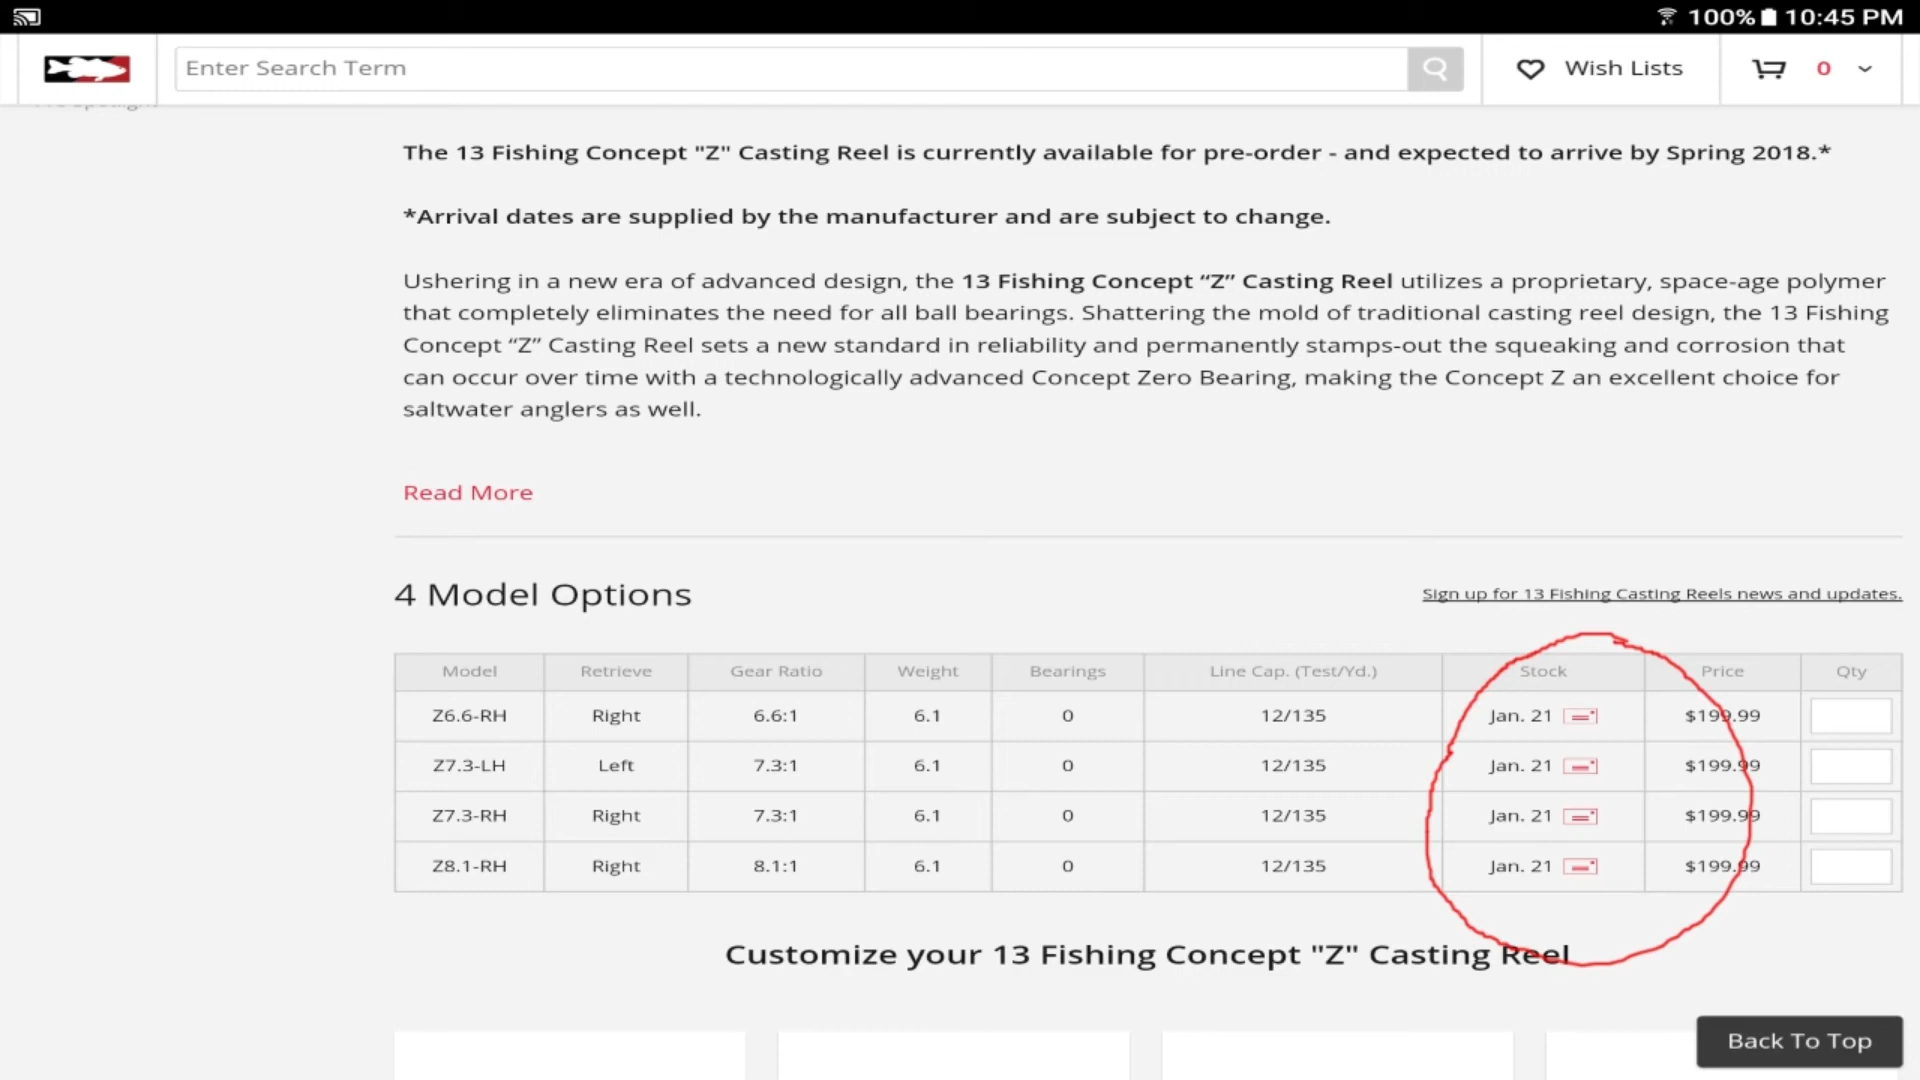 100% 10:45 PM
Enter Search Term
Wish Lists
0
The 13 Fishing Concept "Z" Casting Reel is currently available for pre-order - and expected to arrive by Spring 2018.*
*Arrival dates are supplied by the manufacturer and are subject to change.
Ushering in a new era of advanced design, the 13 Fishing Concept “Z” Casting Reel utilizes a proprietary, space-age polymer
that completely eliminates the need for all ball bearings. Shattering the mold of traditional casting reel design, the 13 Fishing
Concept “Z” Casting Reel sets a new standard in reliability and permanently stamps-out the squeaking and corrosion that
can occur over time with a technologically advanced Concept Zero Bearing, making the Concept Z an excellent choice for
saltwater anglers as well.
Read More
4 Model Options
Sign up for 13 Fishing Casting Reels news and updates.
Model Retrieve Gear Ratio Weight Bearings Line Cap. (Test/Yd.) Stock Price Qty
Z6.6-RH Right 6.6:1 6.1 0 12/135 Jan. 21 $199.99
Z7.3-LH Left 7.3:1 6.1 0 12/135 Jan. 21 $199.99
Z7.3-RH Right 7.3:1 6.1 0 12/135 Jan. 21 $199.99
Z8.1-RH Right 8.1:1 6.1 0 12/135 Jan. 21 $199.99
Customize your 13 Fishing Concept "Z" Casting Reel
Back To Top